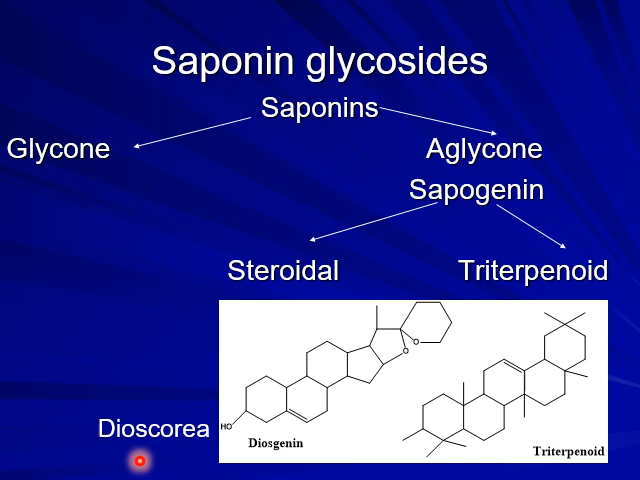 Saponin glycosides
Saponins
Glycone
Aglycone
Sapogenin
Steroidal
Triterpenoid
O
O
HO
Dioscorea
Diosgenin
Triterpenoid